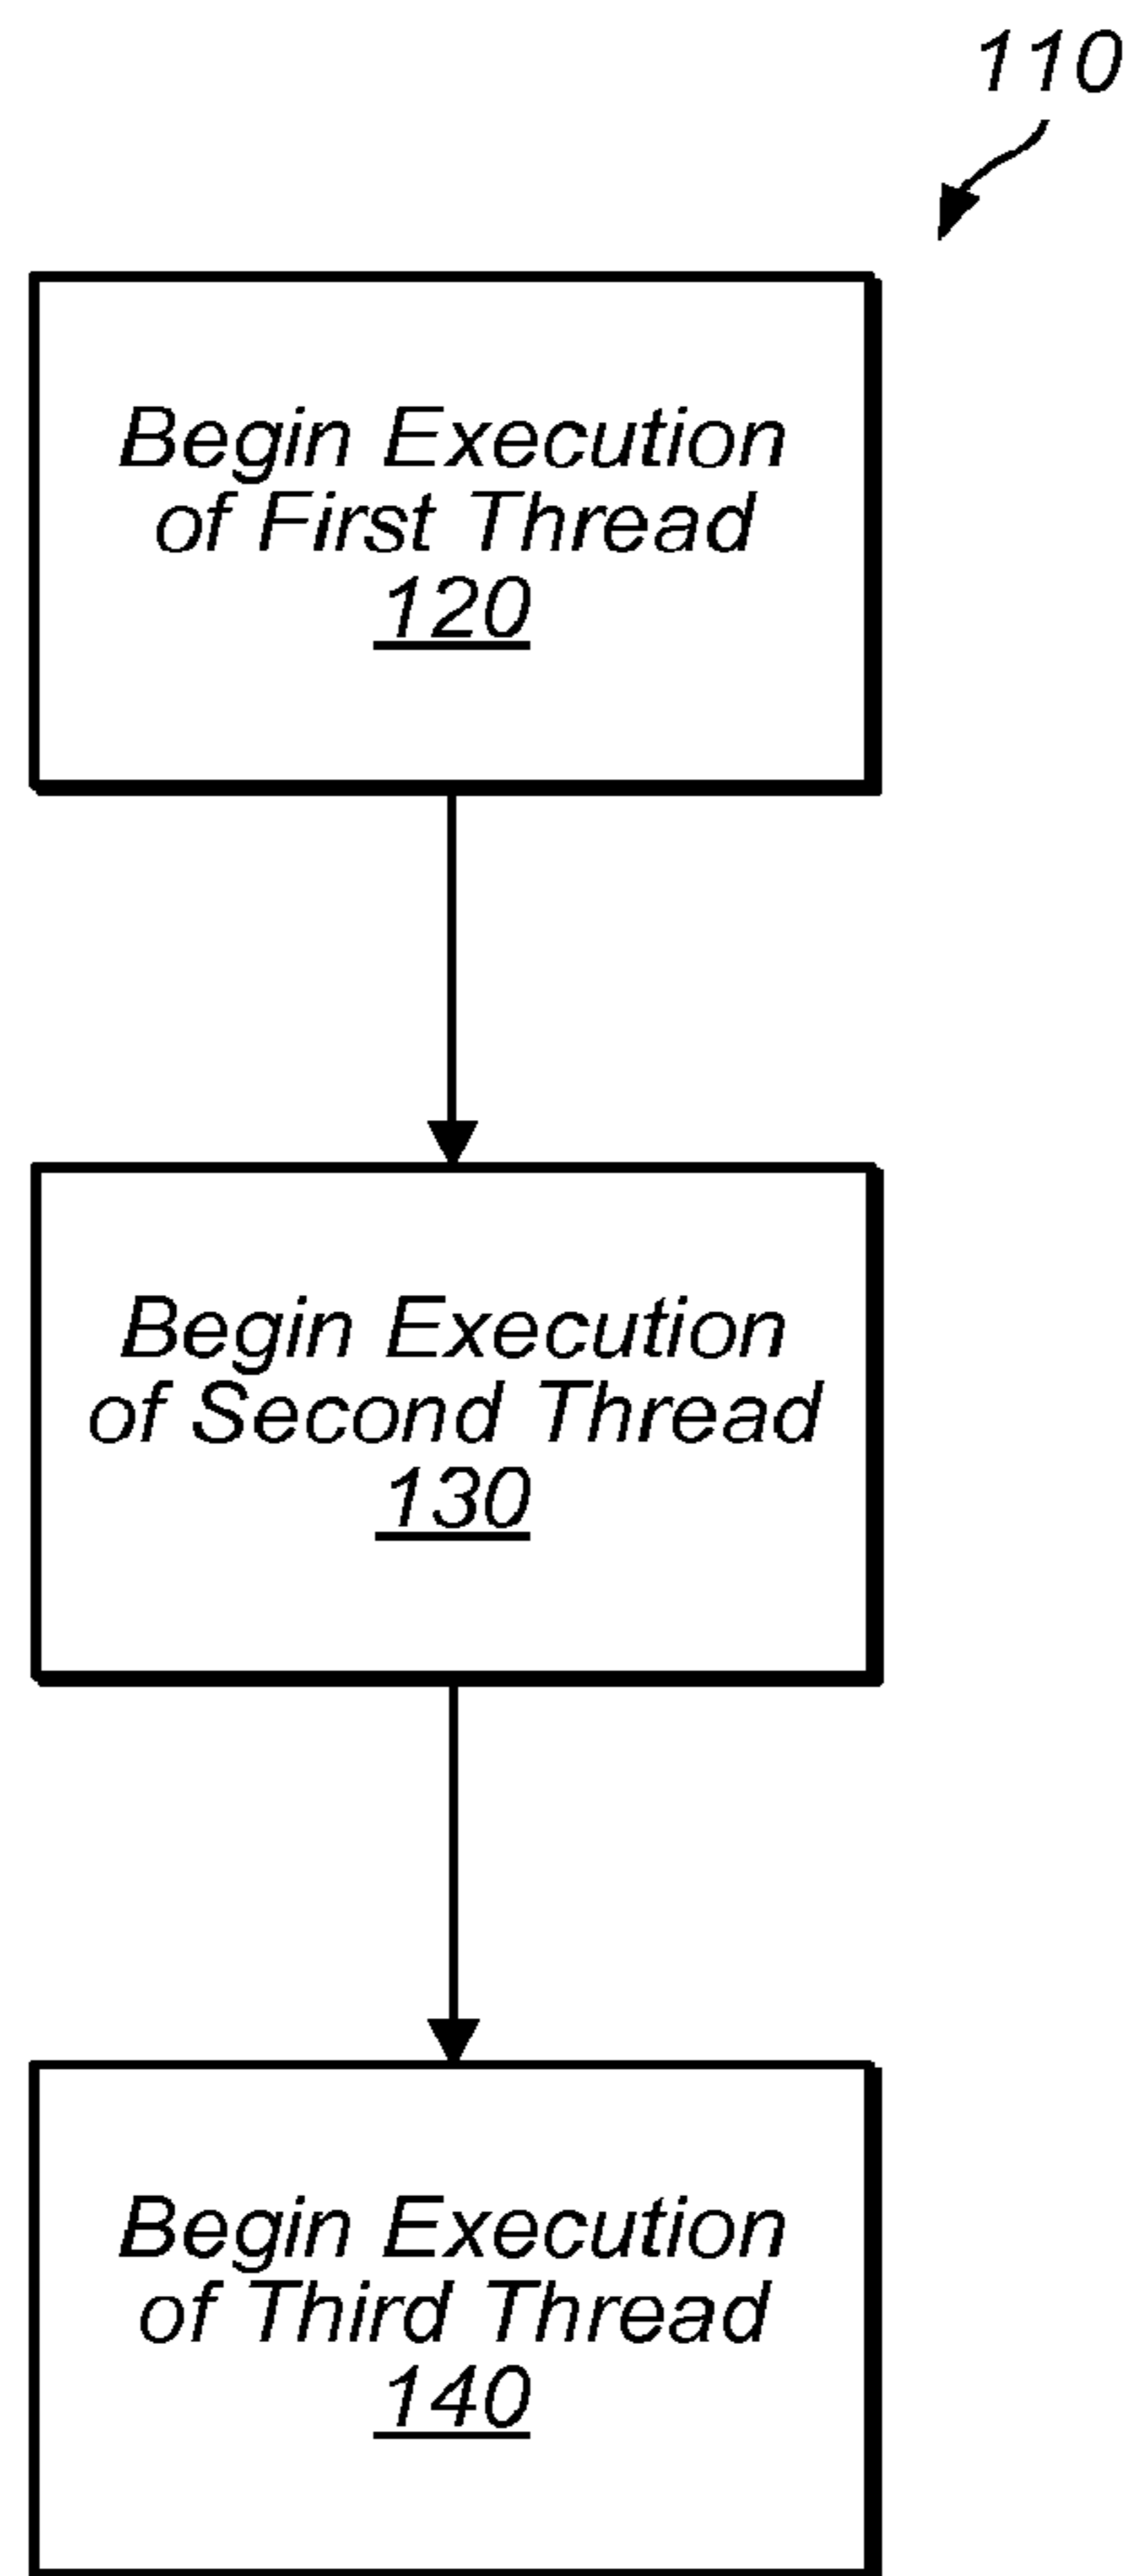 110
Begin Execution
of First Thread
120
Begin Execution
of Second Thread
130
Begin Execution
of Third Thread
140